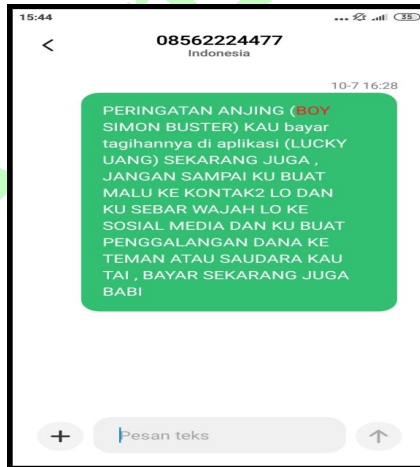 15:44
... 35
08562224477
Indonesia
10-7 16:28
PERINGATAN ANJING (BOY
SIMON BUSTER) KAU bayar
tagihannya di aplikasi (LUCKY
UANG) SEKARANG JUGA ,
JANGAN SAMPAI KU BUAT
MALU KE KONTAK2 LO DAN
KU SEBAR WAJAH LO KE
SOSIAL MEDIA DAN KU BUAT
PENGGALANGAN DANA KE
TEMAN ATAU SAUDARA KAU
TAI , BAYAR SEKARANG JUGA
BABI
Pesan teks